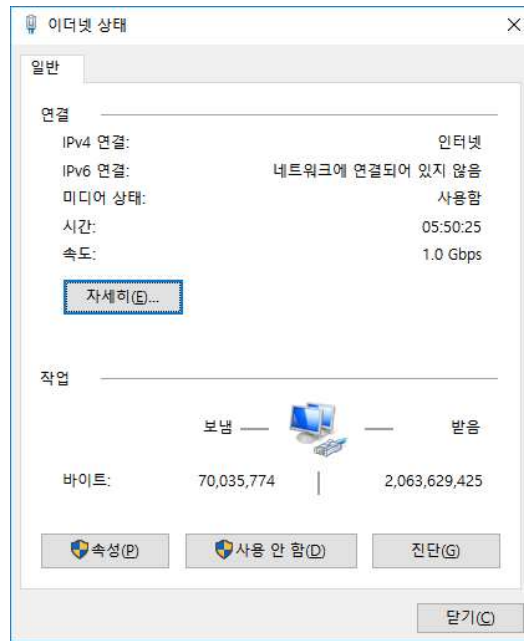 이더넷 상태
일반
연결
IPv4 연결: 인터넷
IPv6 연결: 네트워크에 연결되어 있지 않음
미디어 상태: 사용함
시간: 05:50:25
속도: 1.0 Gbps
자세히(E)...
작업
보냄 받음
바이트: 70,035,774 2,063,629,425
속성(P) 사용 안 함(D) 진단(G)
닫기(C)